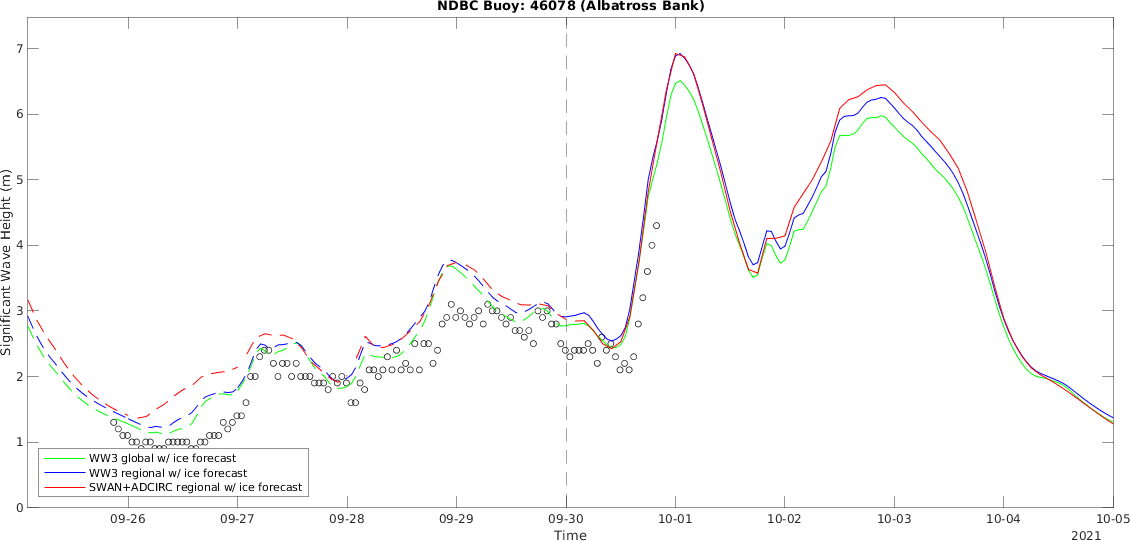 NDBC Buoy: 46078 (Albatross Bank)
Significant Wave Height (m)
7
6
5
4
3
2
1
0
WW3 global w/ ice forecast
WW3 regional w/ ice forecast
SWAN+ADCIRC regional w/ ice forecast
09-26 09-27 09-28 09-29 09-30 10-01 10-02 10-03 10-04 10-05
Time
2021